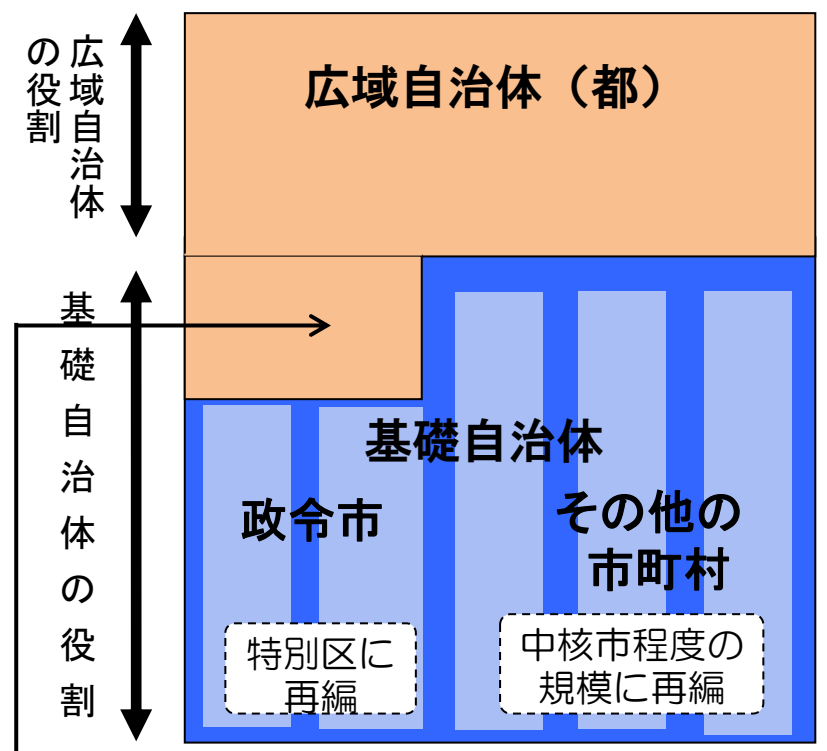 広域自治体
の役割
広域自治体（都）
基礎自治体の役割
基礎自治体
政令市
その他の
市町村
特別区に
再編
中核市程度の
規模に再編